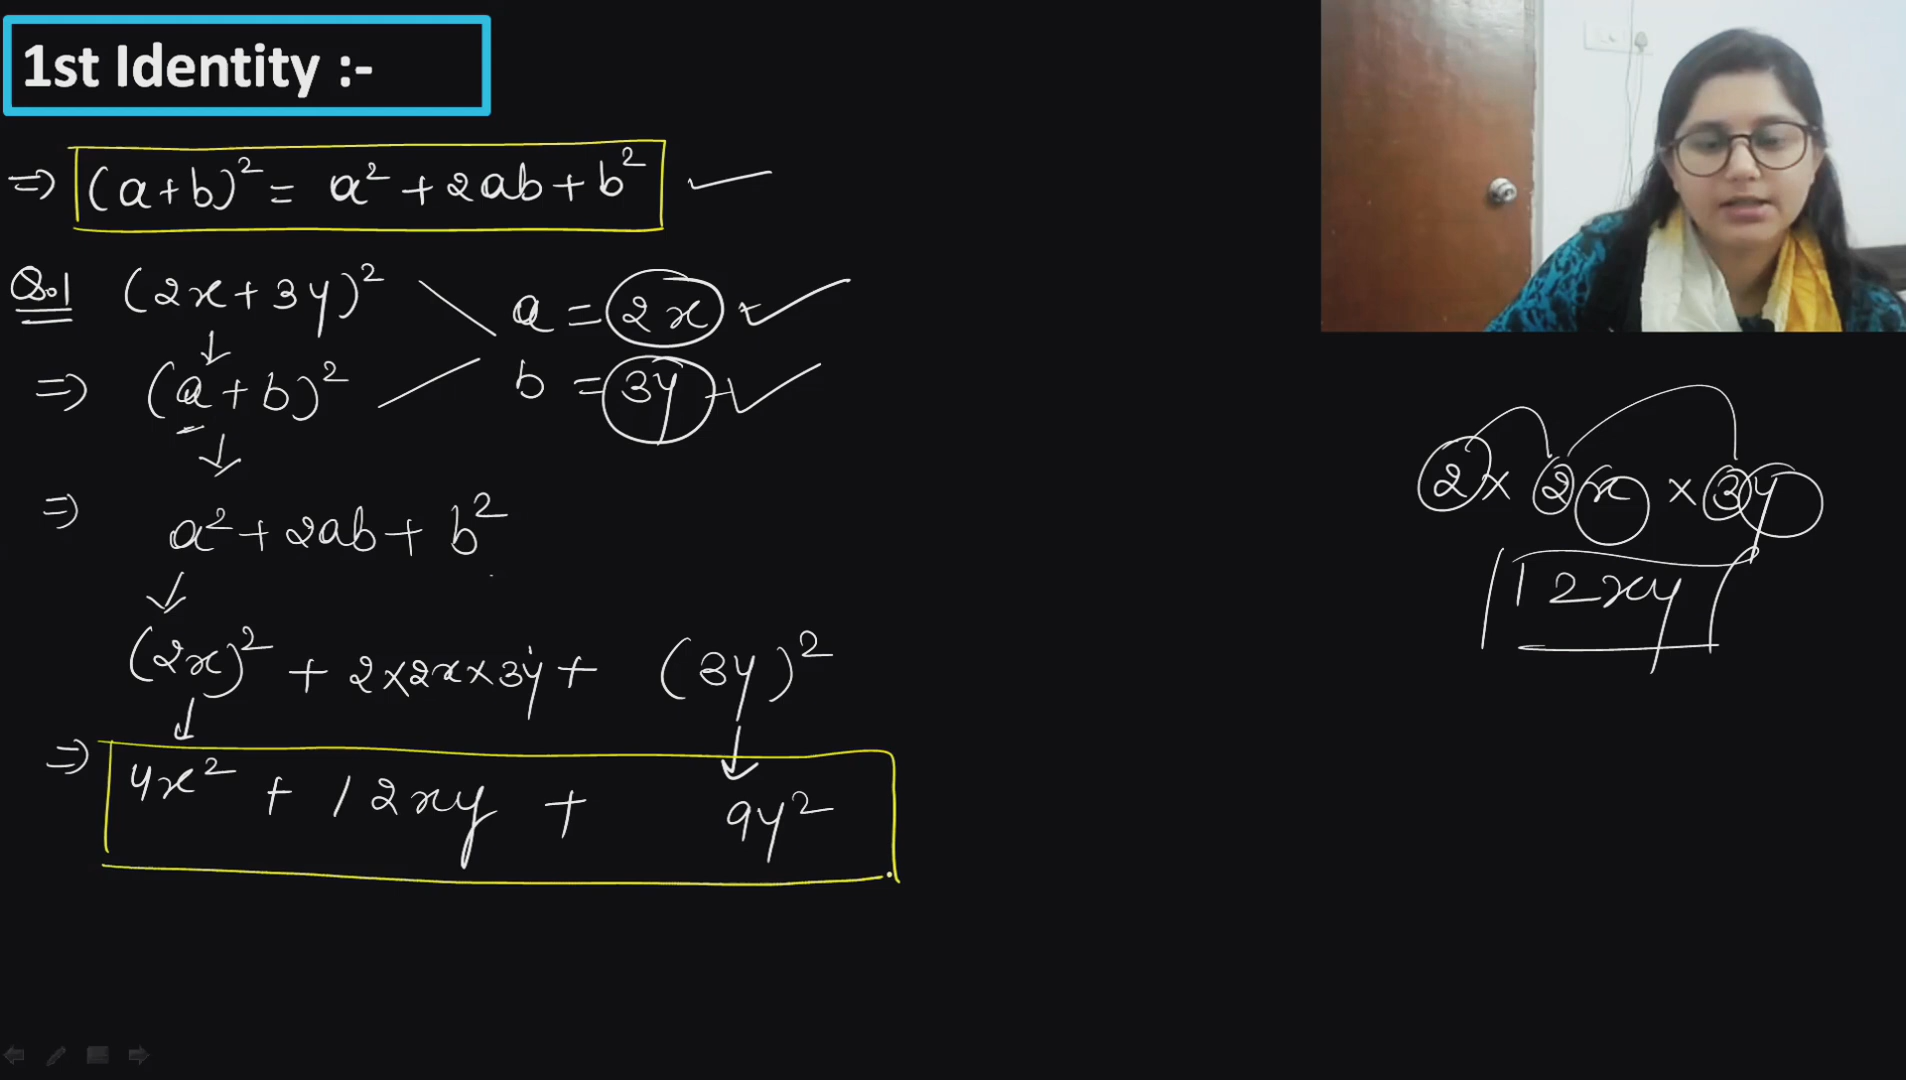 1st Identity :-
⇒ (a+b)² = a² + 2ab + b²
Q.1 (2x + 3y)²
a = 2x
⇒ (a + b)²
b = 3y
⇒ a² + 2ab + b²
(2x)² + 2×2x×3y + (3y)²
⇒ 4x² + 12xy + 9y²
2 × 2x × 3y
12xy